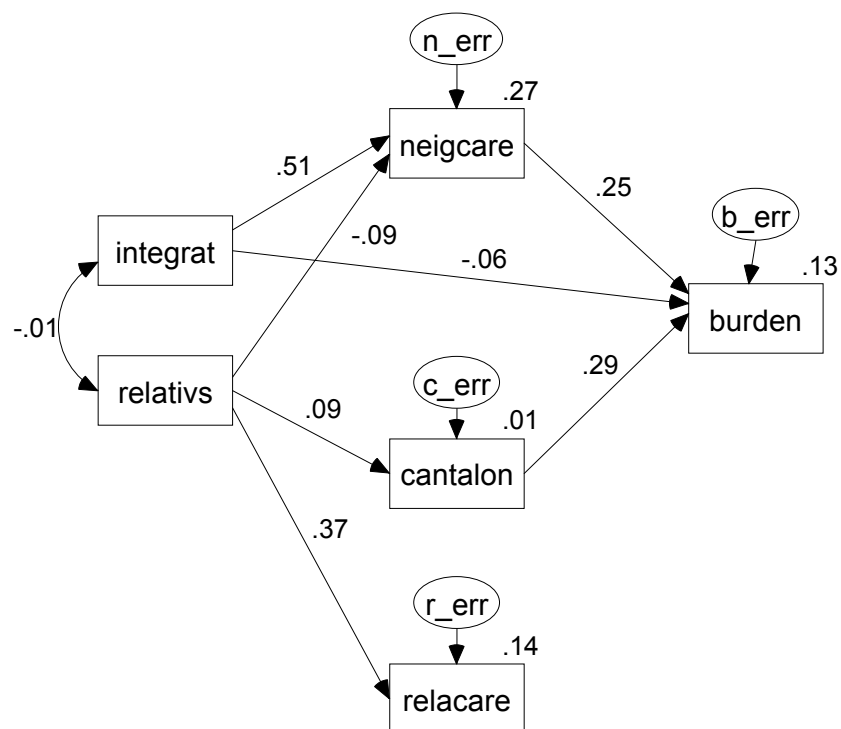 n_err
.27
neigcare
.51
.25
b_err
integrat
-.09
-.06
.13
burden
-.01
relativs
c_err
.29
.09
.01
cantalon
.37
r_err
.14
relacare